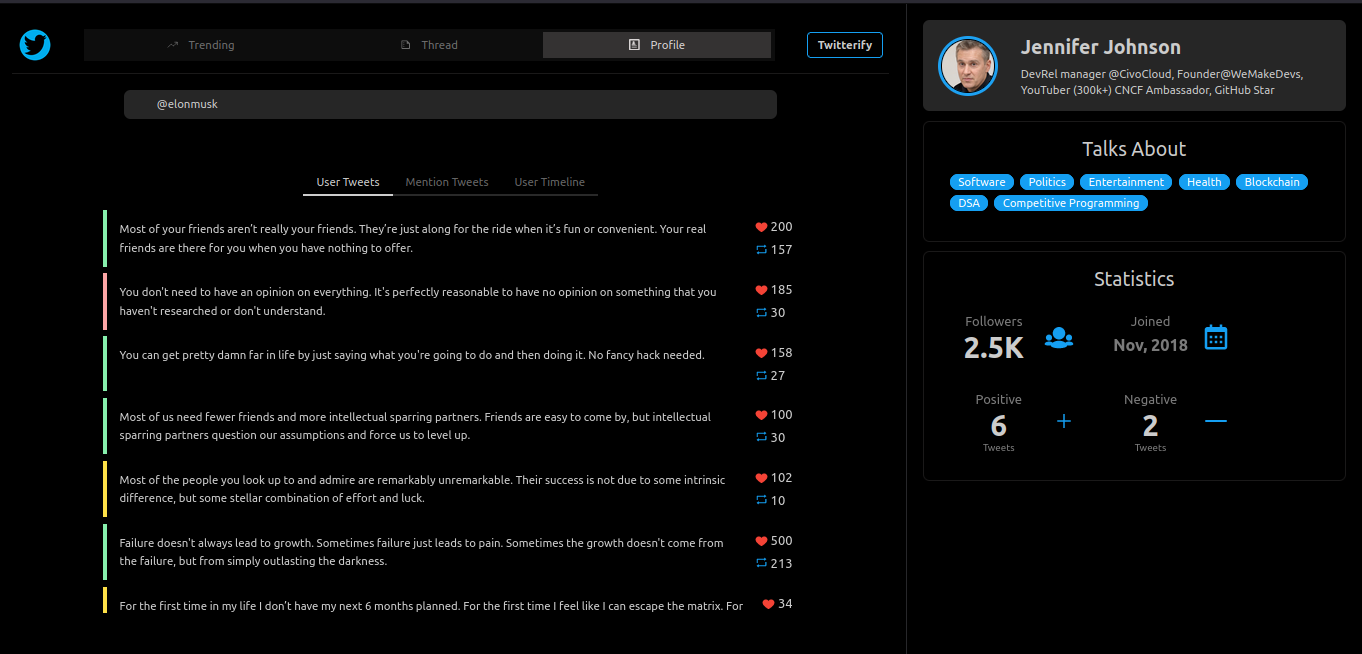 Trending
Thread
Profile
Twitterify
@elonmusk
User Tweets
Mention Tweets
User Timeline
Most of your friends aren’t really your friends. They’re just along for the ride when it’s fun or convenient. Your real
friends are there for you when you have nothing to offer.
200
157
You don't need to have an opinion on everything. It's perfectly reasonable to have no opinion on something that you
haven't researched or don't understand.
185
30
You can get pretty damn far in life by just saying what you're going to do and then doing it. No fancy hack needed.
158
27
Most of us need fewer friends and more intellectual sparring partners. Friends are easy to come by, but intellectual
sparring partners question our assumptions and force us to level up.
100
30
Most of the people you look up to and admire are remarkably unremarkable. Their success is not due to some intrinsic
difference, but some stellar combination of effort and luck.
102
10
Failure doesn't always lead to growth. Sometimes failure just leads to pain. Sometimes the growth doesn't come from
the failure, but from simply outlasting the darkness.
500
213
For the first time in my life I don’t have my next 6 months planned. For the first time I feel like I can escape the matrix. For
34
Jennifer Johnson
DevRel manager @CivoCloud, Founder@WeMakeDevs,
YouTuber (300k+) CNCF Ambassador, GitHub Star
Talks About
Software Politics Entertainment Health Blockchain
DSA Competitive Programming
Statistics
Followers
2.5K
Joined
Nov, 2018
Positive
6
Tweets
Negative
2
Tweets